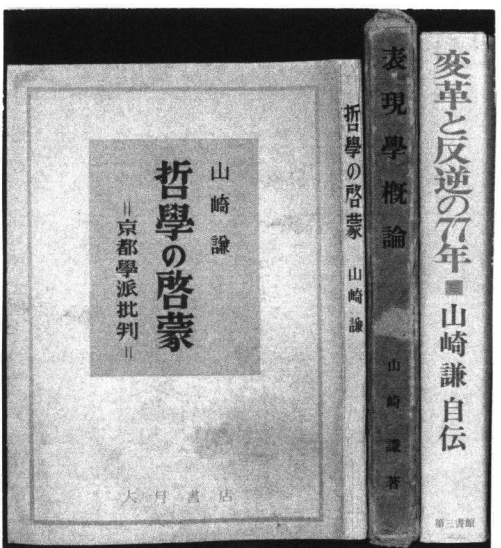 山崎謙
哲學の啓蒙
=京都學派批判=
大月書店
哲學の啓蒙 山崎謙
表現學概論
山崎謙著
変革と反逆の77年■山崎謙自伝
第三書館